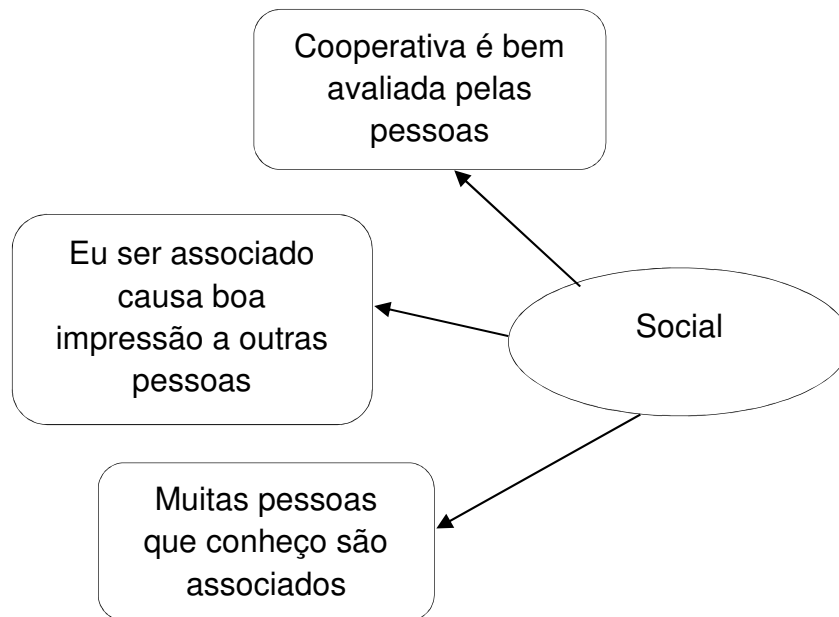 Cooperativa é bem
avaliada pelas
pessoas
Eu ser associado
causa boa
impressão a outras
pessoas
Social
Muitas pessoas
que conheço são
associados